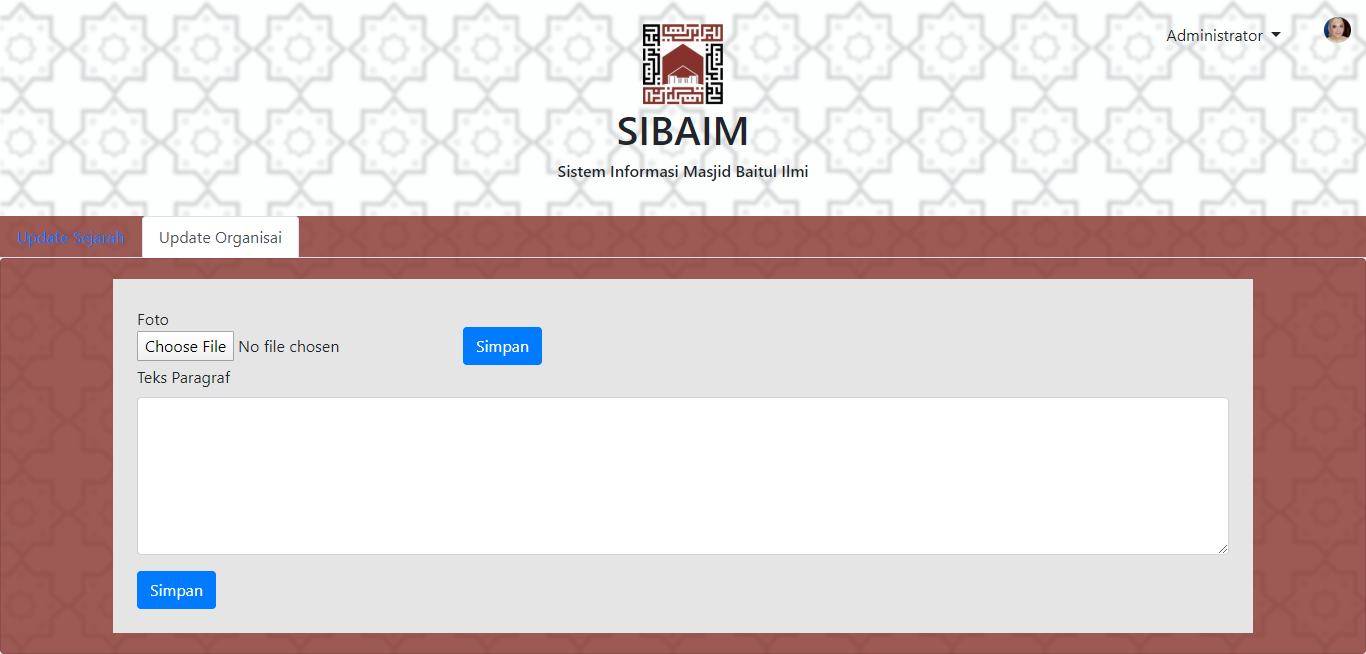 Administrator
SIBAIM
Sistem Informasi Masjid Baitul Ilmi
Update Sejarah
Update Organisai
Foto
Choose File No file chosen
Simpan
Teks Paragraf
Simpan